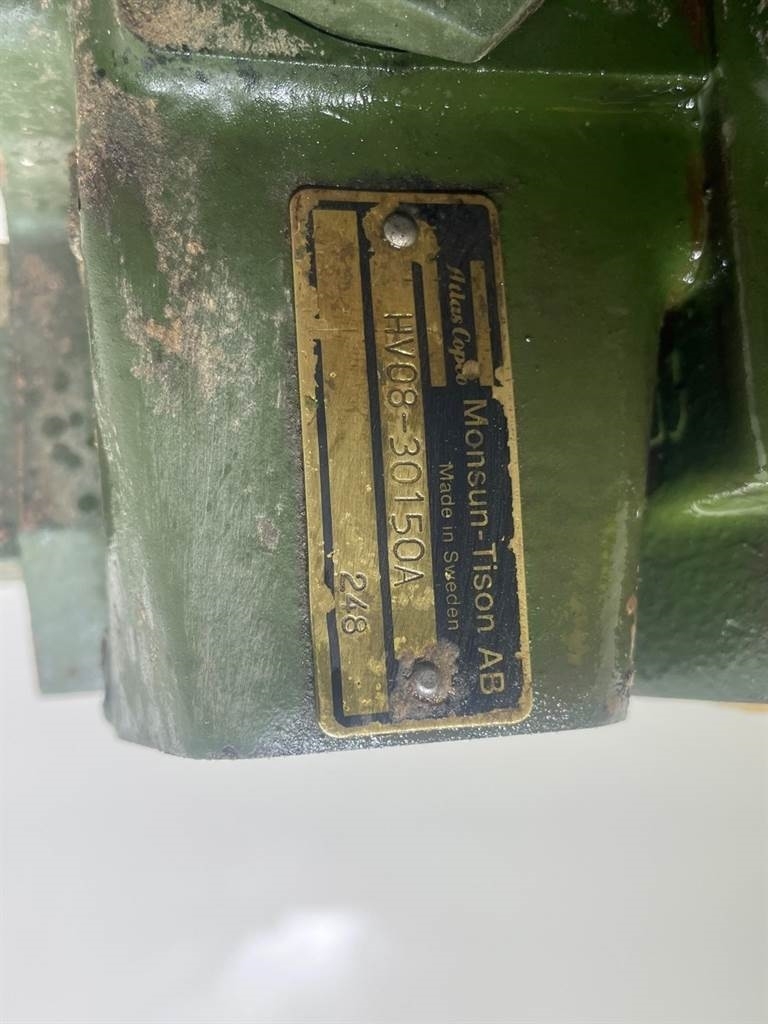 Atlas Copco
Monsun-Tison AB
Made in Sweden
HV08-30150A
248